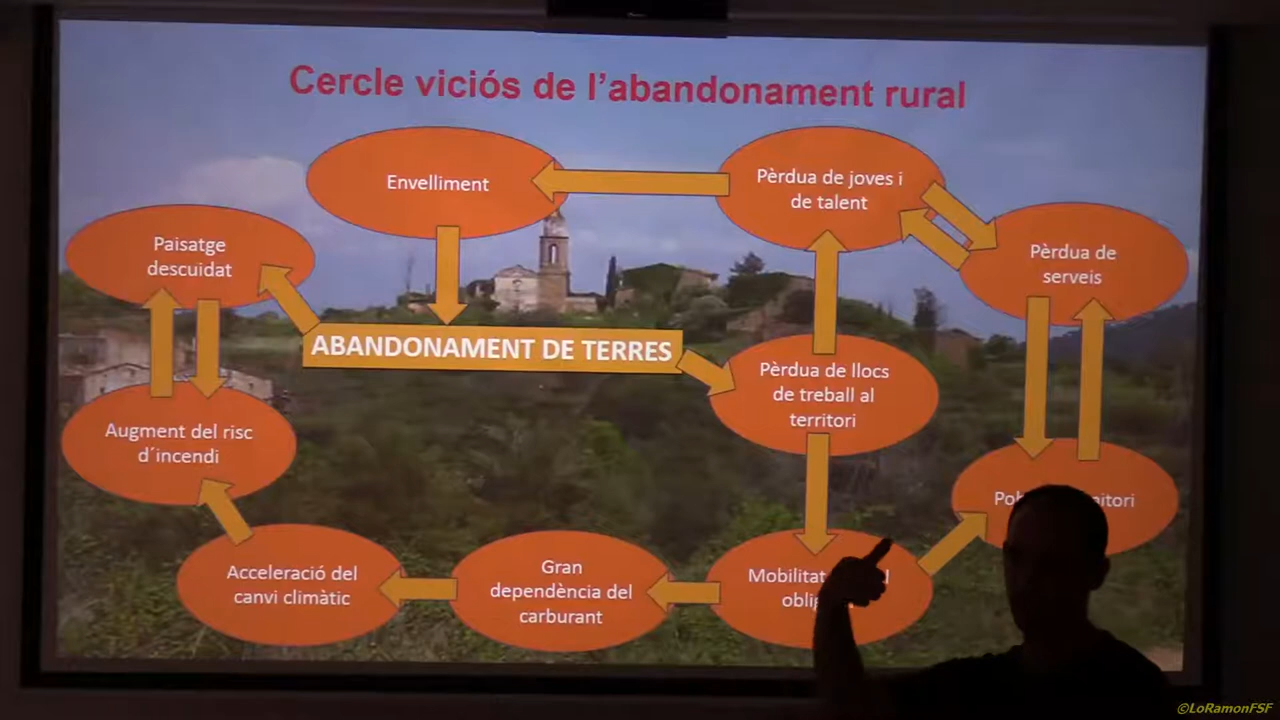 Cercle viciós de l'abandonament rural
Envelliment
Pèrdua de joves i
de talent
Paisatge
descuidat
Pèrdua de
serveis
ABANDONAMENT DE TERRES
Pèrdua de llocs
de treball al
territori
Augment del risc
d´incendi
Acceleració del
canvi climàtic
Gran
dependència del
carburant
©LoRamonFSF